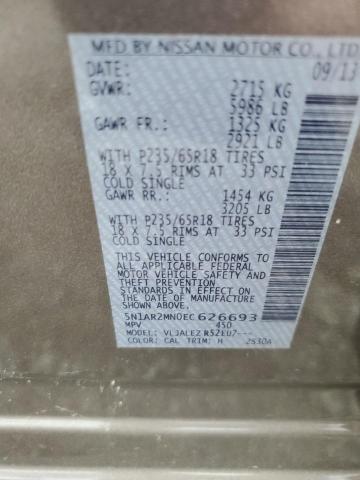 MFD BY NISSAN MOTOR CO., LTD
DATE: 09/13
GVWR: 2715 KG
5986 LB
GAWR FR.: 1325 KG
2921 LB
WITH P235/65R18 TIRES
18 X 7.5 RIMS AT 33 PSI
COLD SINGLE
GAWR RR.: 1454 KG
3205 LB
WITH P235/65R18 TIRES
18 X 7.5 RIMS AT 33 PSI
COLD SINGLE
THIS VEHICLE CONFORMS TO
ALL APPLICABLE FEDERAL
MOTOR VEHICLE SAFETY AND
THEFT PREVENTION
STANDARDS IN EFFECT ON
THE DATE OF MANUFACTURE
SHOWN ABOVE.
5N1AR2MN0EC626693
MPV 450
MODEL:
COLOR: CAL TRIM: H 2830A